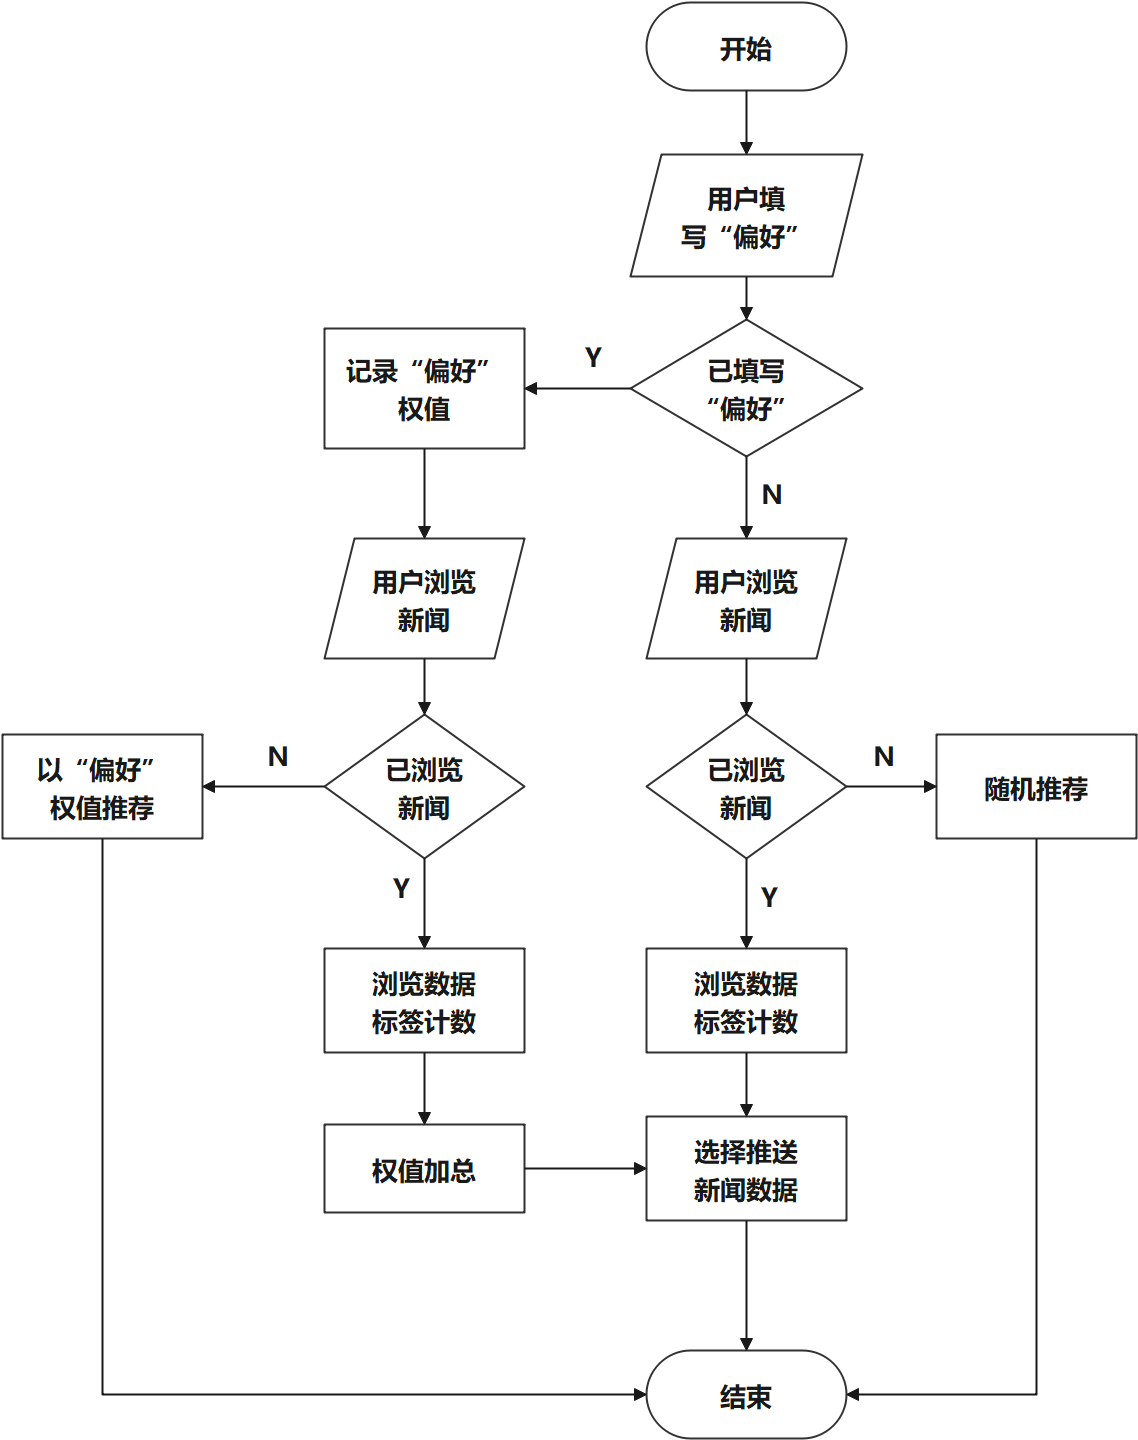 开始
用户填
写“偏好”
已填写
“偏好”
Y
记录“偏好”
权值
N
用户浏览
新闻
用户浏览
新闻
已浏览
新闻
N
以“偏好”
权值推荐
已浏览
新闻
N
随机推荐
Y
Y
浏览数据
标签计数
浏览数据
标签计数
权值加总
选择推送
新闻数据
结束